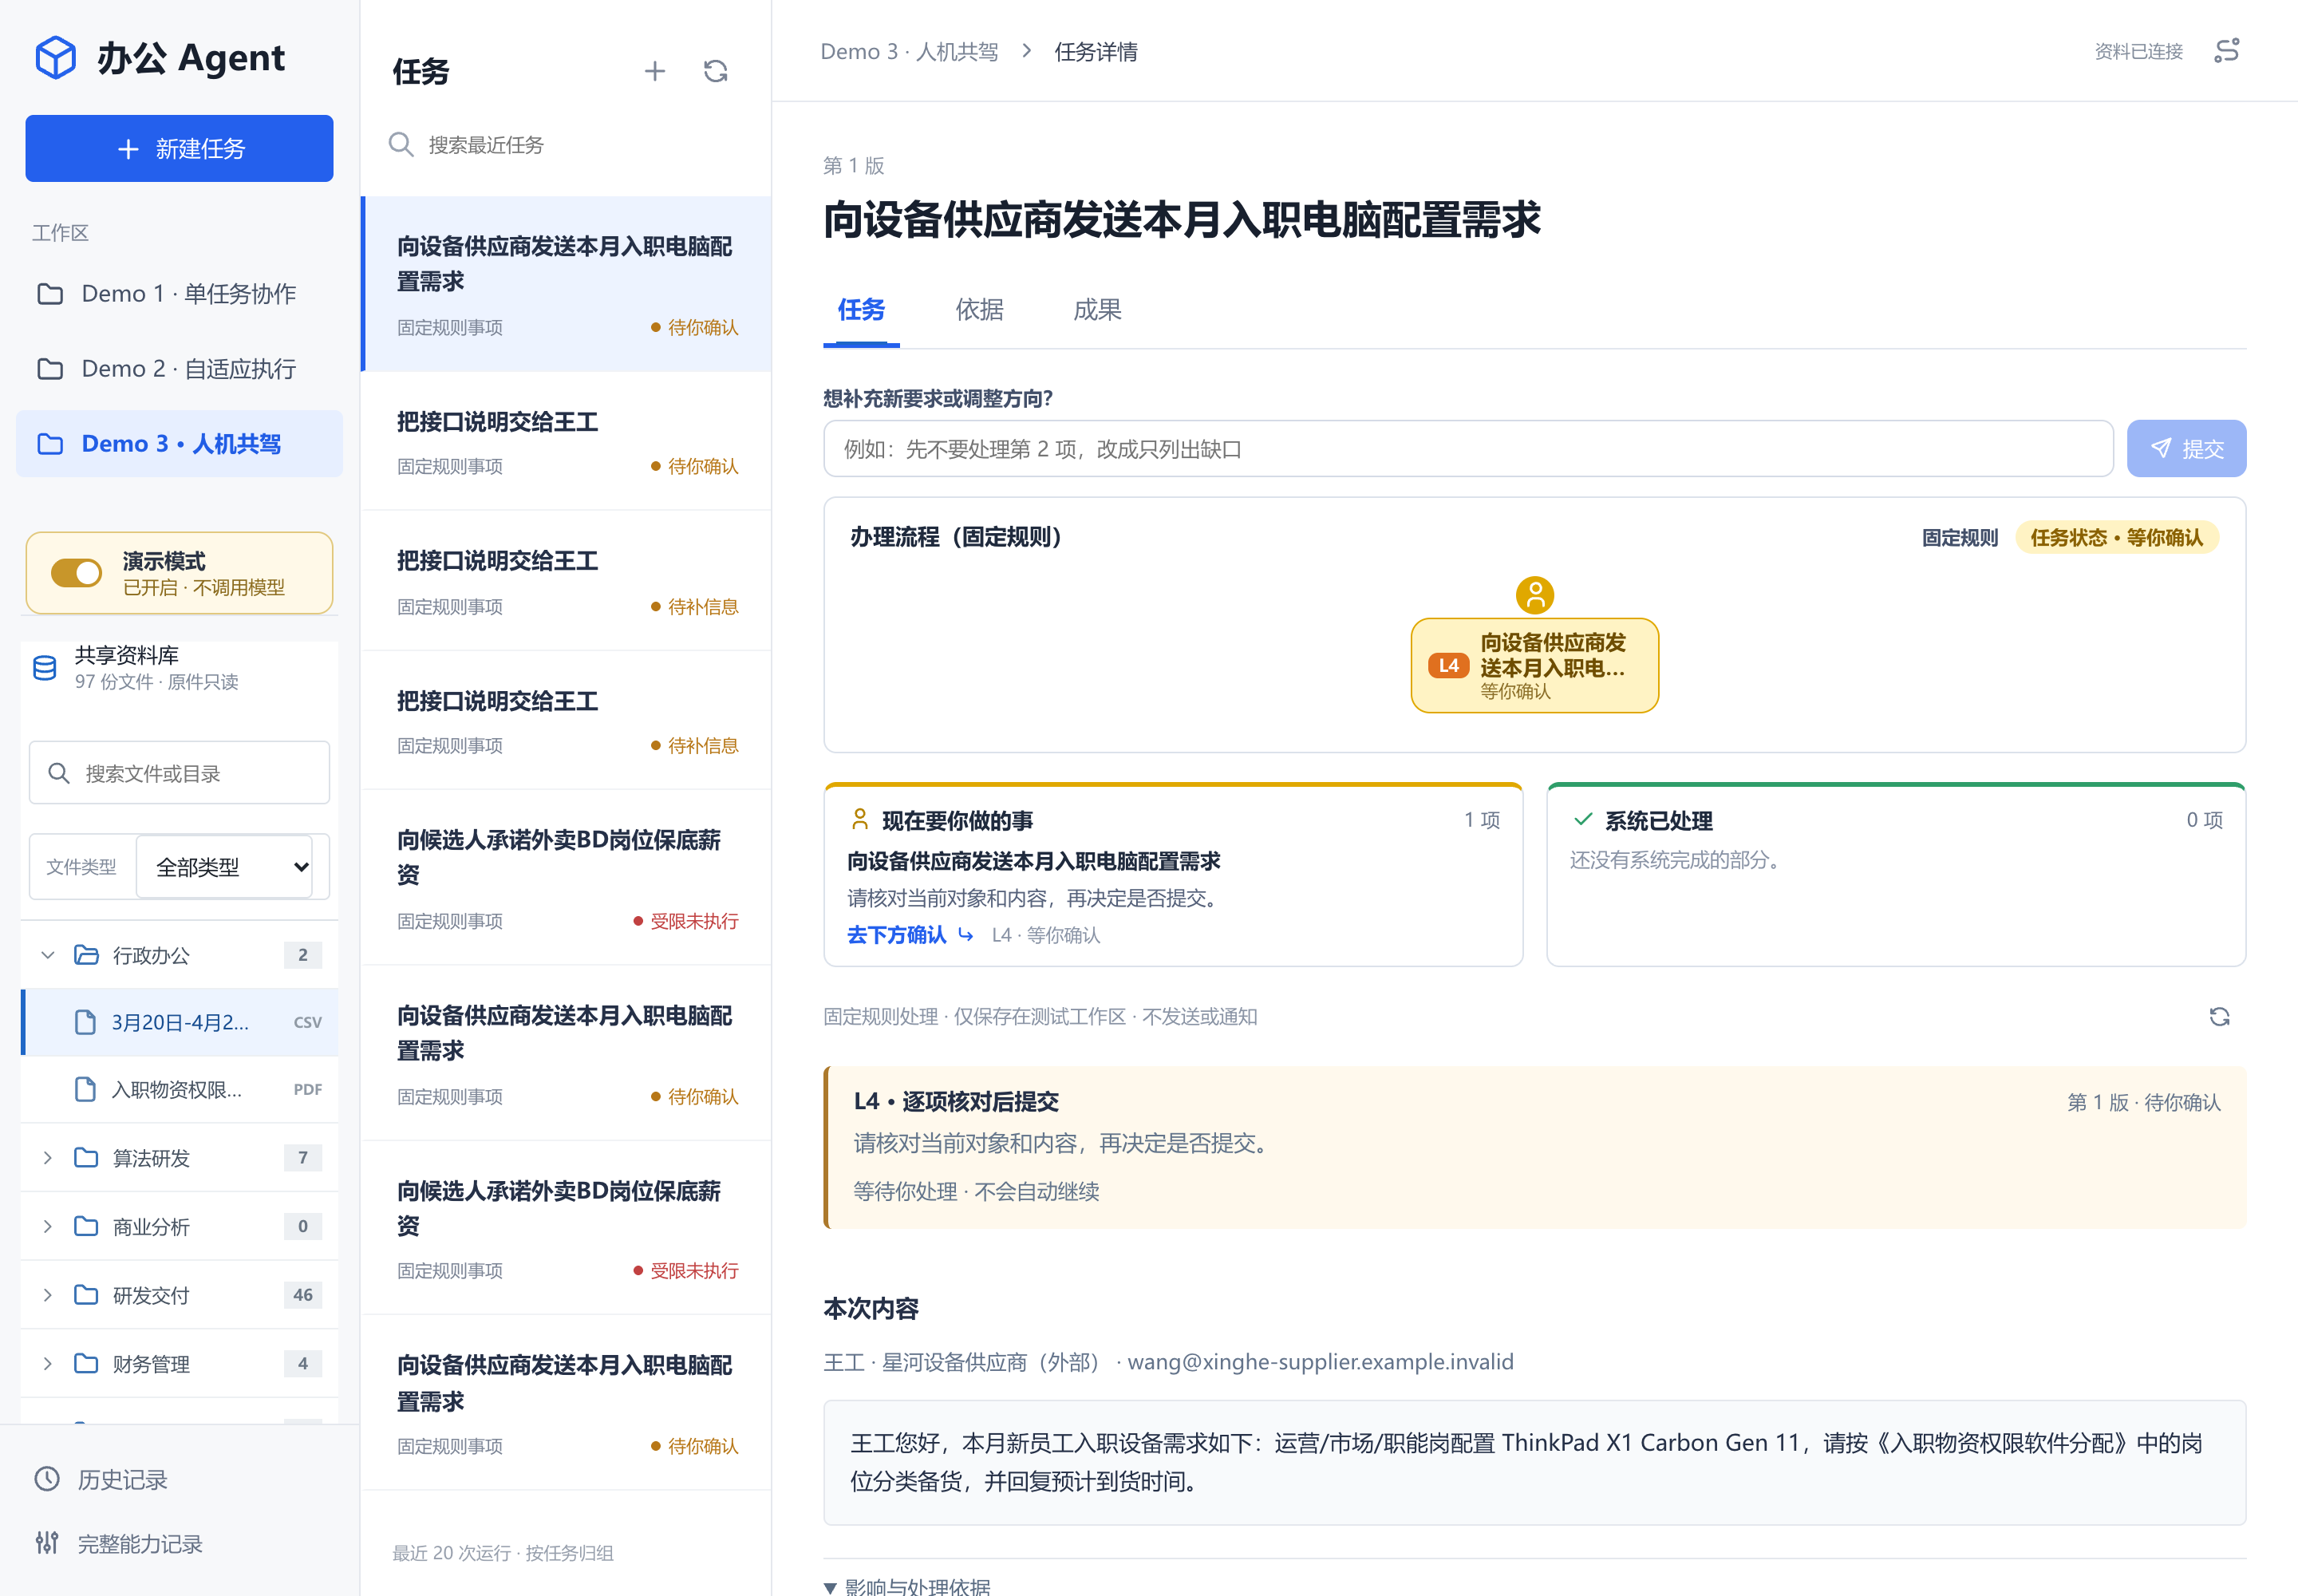 办公 Agent
新建任务
工作区
Demo 1 · 单任务协作
Demo 2 · 自适应执行
Demo 3 · 人机共驾
演示模式
已开启 · 不调用模型
共享资料库
97 份文件 · 原件只读
搜索文件或目录
文件类型 全部类型
行政办公 2
3月20日-4月2... CSV
入职物资权限... PDF
算法研发 7
商业分析 0
研发交付 46
财务管理 4
历史记录
完整能力记录
任务
搜索最近任务
向设备供应商发送本月入职电脑配
置需求
固定规则事项 待你确认
把接口说明交给王工
固定规则事项 待你确认
把接口说明交给王工
固定规则事项 待补信息
把接口说明交给王工
固定规则事项 待补信息
向候选人承诺外卖BD岗位保底薪
资
固定规则事项 受限未执行
向设备供应商发送本月入职电脑配
置需求
固定规则事项 待你确认
向候选人承诺外卖BD岗位保底薪
资
固定规则事项 受限未执行
向设备供应商发送本月入职电脑配
置需求
固定规则事项 待你确认
最近 20 次运行 · 按任务归组
Demo 3 · 人机共驾 > 任务详情 资料已连接
第 1 版
向设备供应商发送本月入职电脑配置需求
任务 依据 成果
想补充新要求或调整方向?
例如：先不要处理第 2 项，改成只列出缺口 提交
办理流程（固定规则） 固定规则 任务状态 · 等你确认
向设备供应商发
L4 送本月入职电...
等你确认
现在要你做的事 1 项
向设备供应商发送本月入职电脑配置需求
请核对当前对象和内容，再决定是否提交。
去下方确认 L4 · 等你确认
系统已处理 0 项
还没有系统完成的部分。
固定规则处理 · 仅保存在测试工作区 · 不发送或通知
L4 · 逐项核对后提交 第 1 版 · 待你确认
请核对当前对象和内容，再决定是否提交。
等待你处理 · 不会自动继续
本次内容
王工 · 星河设备供应商（外部） · wang@xinghe-supplier.example.invalid
王工您好，本月新员工入职设备需求如下：运营/市场/职能岗配置 ThinkPad X1 Carbon Gen 11，请按《入职物资权限软件分配》中的岗
位分类备货，并回复预计到货时间。
▼ 影响与处理依据